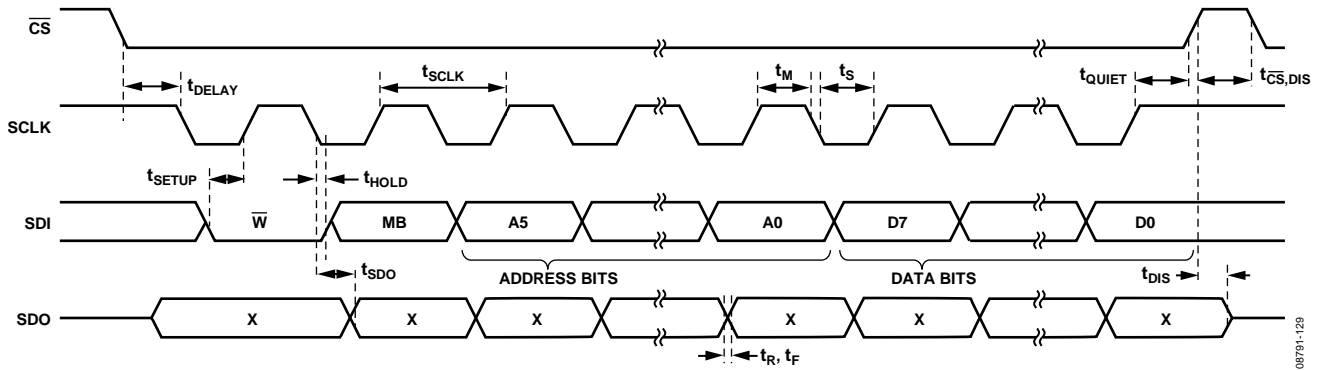 CS
tDELAY
tSCLK
tM
tS
tQUIET
tCS,DIS
SCLK
tSETUP
tHOLD
SDI
W
MB
A5
A0
D7
D0
tSDO
ADDRESS BITS
DATA BITS
tDIS
SDO
X
X
X
X
X
X
tR, tF
08791-129